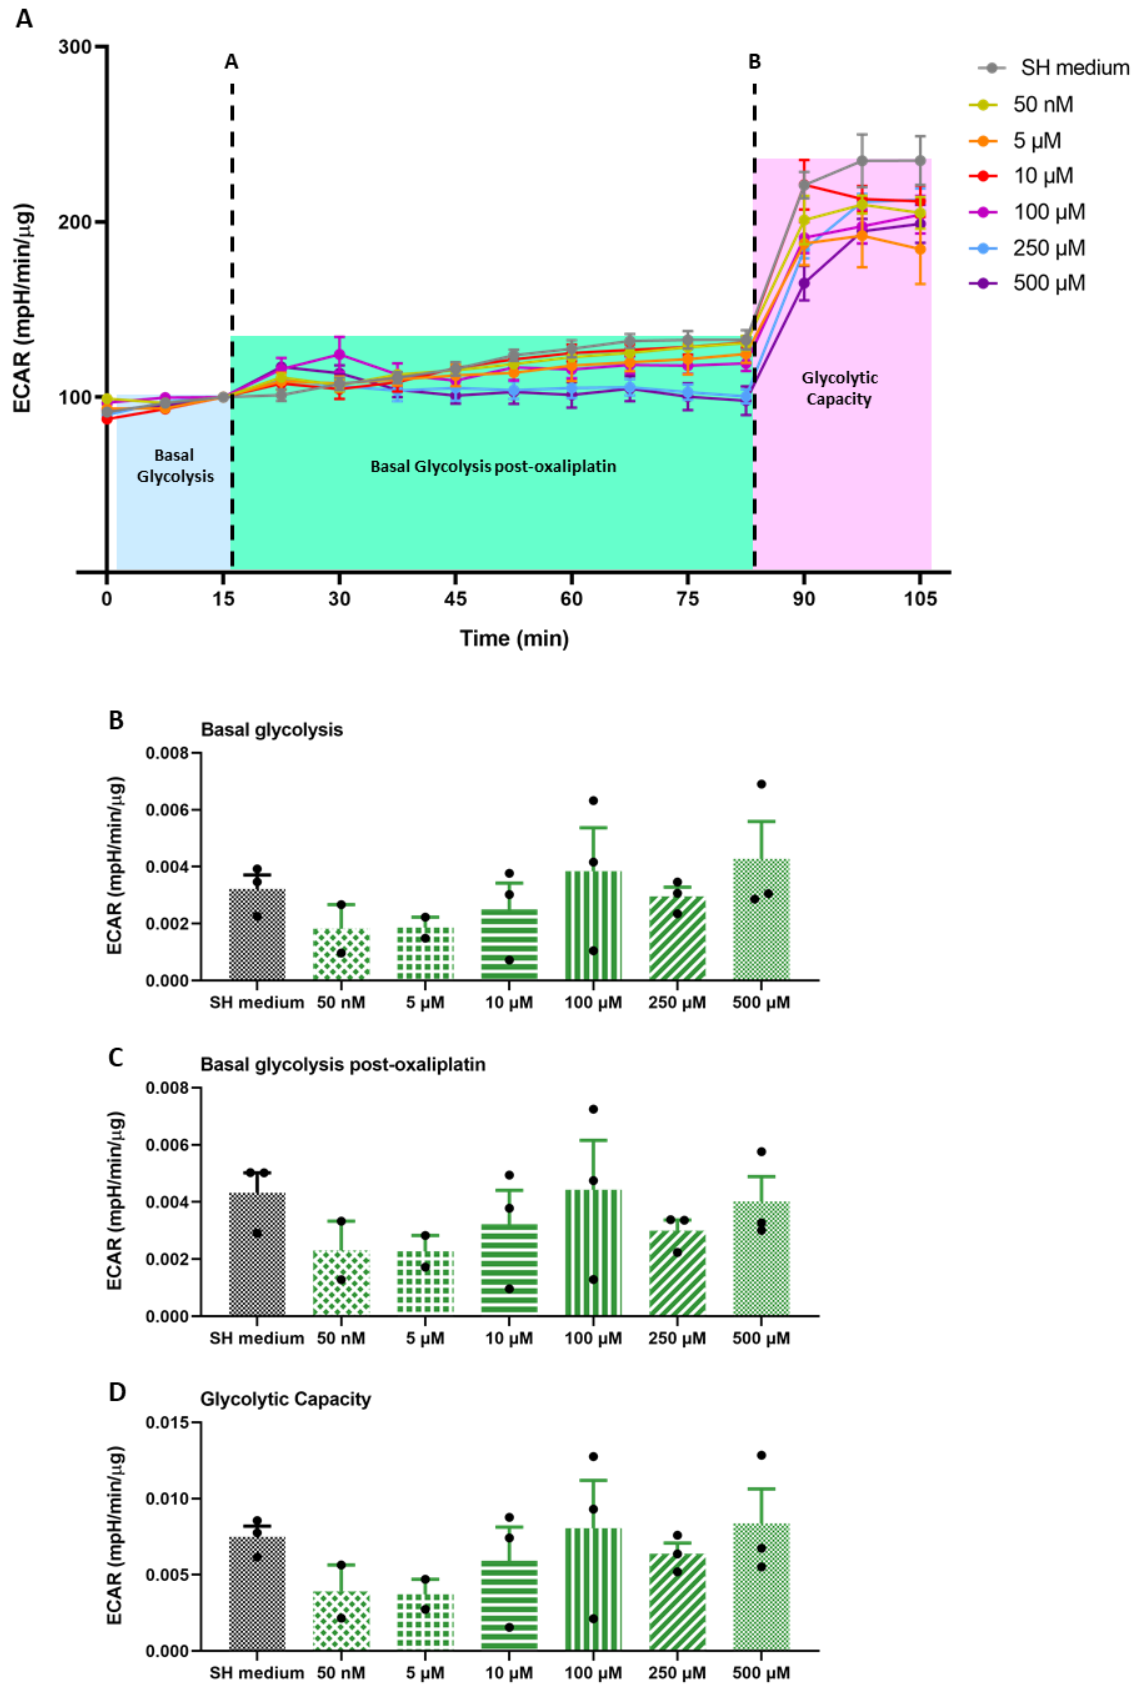 A
300
200
100
ECAR (mpH/min/µg)
A
B
Basal
Glycolysis
Basal Glycolysis post-oxaliplatin
Glycolytic
Capacity
0 15 30 45 60 75 90 105
Time (min)
SH medium
50 nM
5 µM
10 µM
100 µM
250 µM
500 µM
B
Basal glycolysis
ECAR (mpH/min/µg)
0.008
0.006
0.004
0.002
0.000
SH medium 50 nM 5 µM 10 µM 100 µM 250 µM 500 µM
C
Basal glycolysis post-oxaliplatin
ECAR (mpH/min/µg)
0.008
0.006
0.004
0.002
0.000
SH medium 50 nM 5 µM 10 µM 100 µM 250 µM 500 µM
D
Glycolytic Capacity
ECAR (mpH/min/µg)
0.015
0.010
0.005
0.000
SH medium 50 nM 5 µM 10 µM 100 µM 250 µM 500 µM